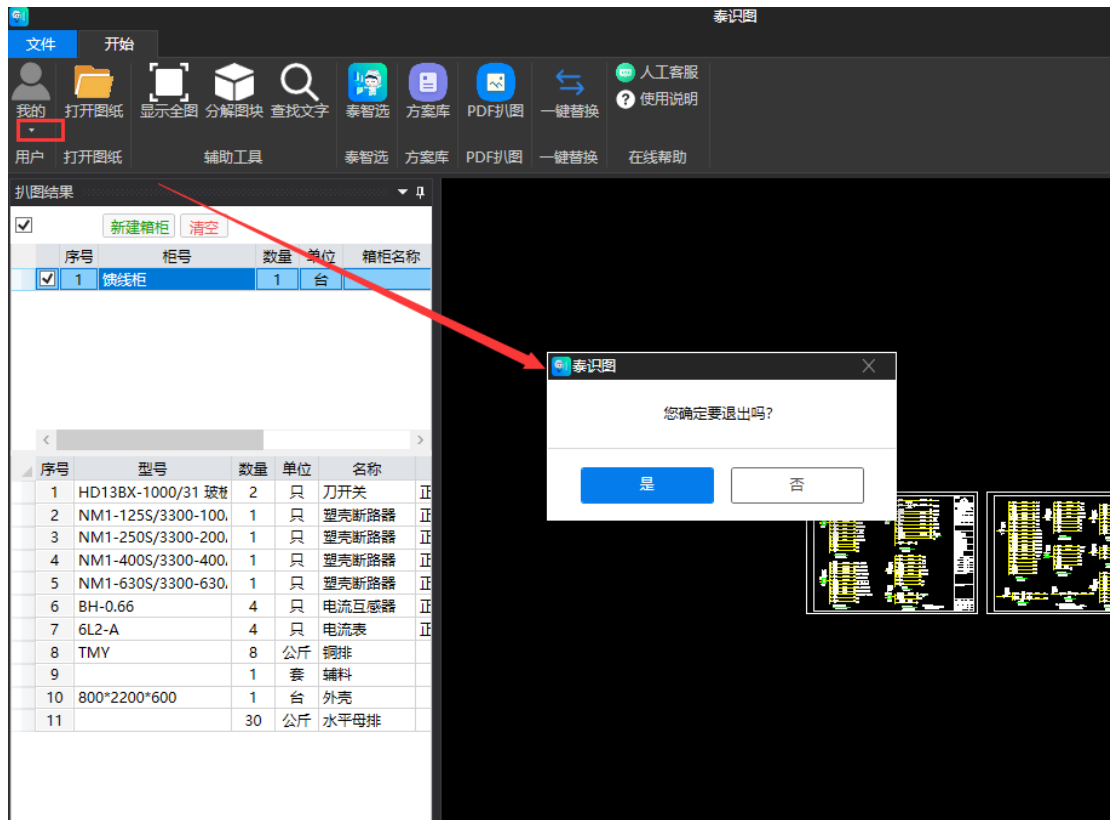 泰识图
文件 开始
我的 打开图纸 显示全图 分解图块 查找文字 泰智选 方案库 PDF扒图 一键替换 人工客服
使用说明
用户 打开图纸 辅助工具 泰智选 方案库 PDF扒图 一键替换 在线帮助
扒图结果
新建箱柜 清空
序号 柜号 数量 单位 箱柜名称
1 馈线柜 1 台
泰识图
您确定要退出吗?
是 否
序号 型号 数量 单位 名称
1 HD13BX-1000/31 2 只 刀开关 正
2 NM1-125S/3300-100, 1 只 塑壳断路器 正
3 NM1-250S/3300-200, 1 只 塑壳断路器 正
4 NM1-400S/3300-400, 1 只 塑壳断路器 正
5 NM1-630S/3300-630, 1 只 塑壳断路器 正
6 BH-0.66 4 只 电流互感器 正
7 6L2-A 4 只 电流表 正
8 TMY 8 公斤 铜排
9 1 套 辅料
10 800*2200*600 1 台 外壳
11 30 公斤 水平母排